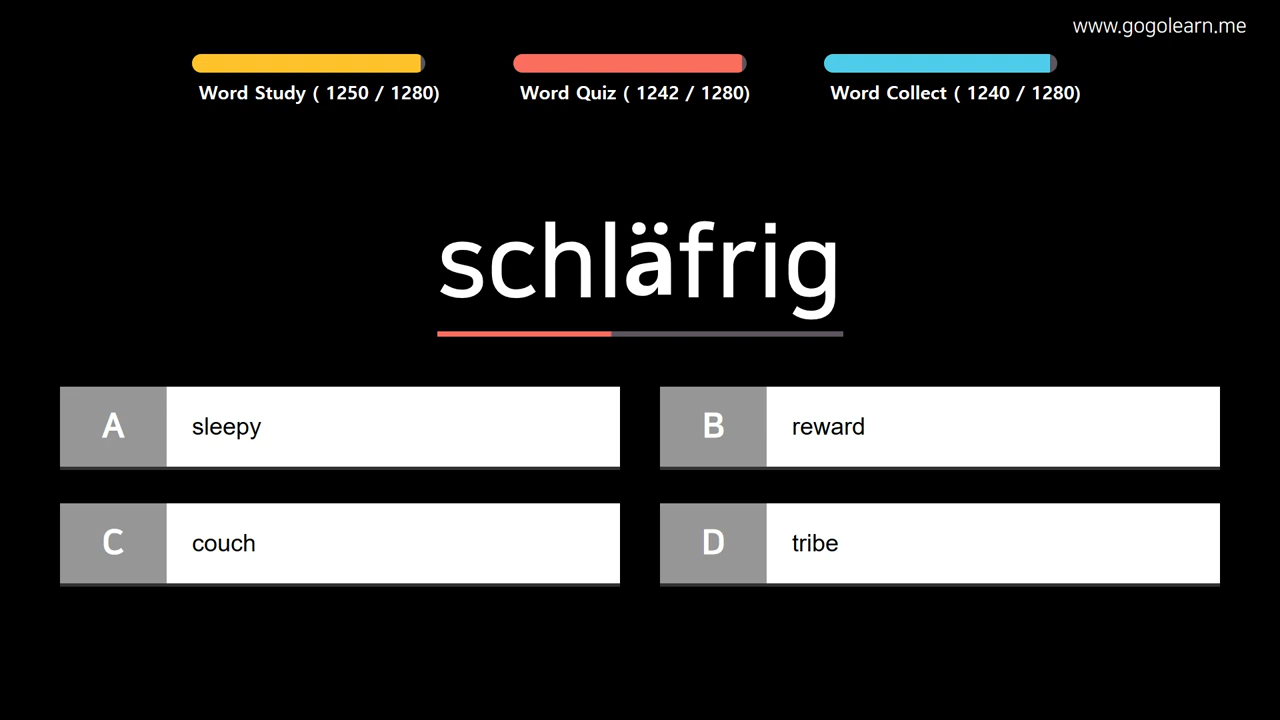 www.gogolearn.me
Word Study ( 1250 / 1280)
Word Quiz ( 1242 / 1280)
Word Collect ( 1240 / 1280)
schläfrig
A sleepy
B reward
C couch
D tribe